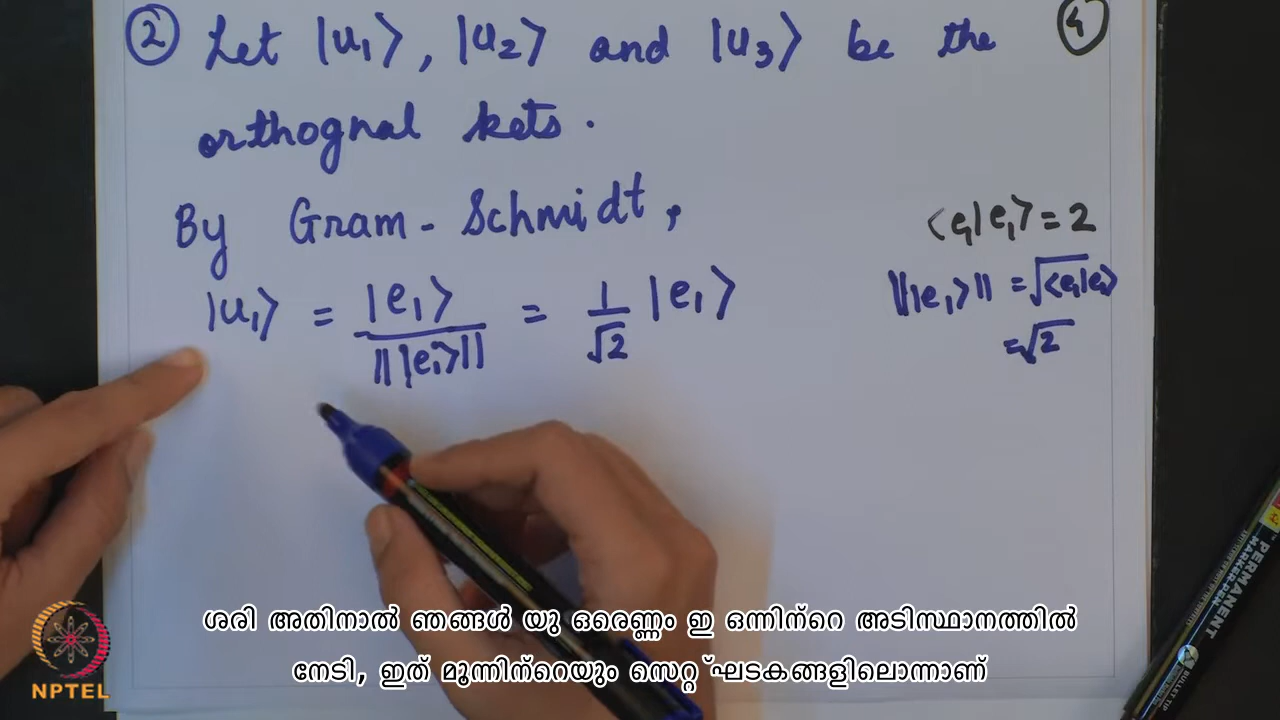 ② Let |u₁⟩, |u₂⟩ and |u₃⟩ be the
④
orthognal kets.
By Gram-Schmidt,
⟨e₁|e₁⟩ = 2
|u₁⟩ = |e₁⟩ / || |e₁⟩ || = 1/√2 |e₁⟩
|| |e₁⟩ || = √⟨e₁|e₁⟩
= √2
ശരി അതിനാൽ ഞങ്ങൾ യു ഒരെണ്ണം ഇ ഒന്നിന്റെ അടിസ്ഥാനത്തിൽ
നേടി, ഇത് മൂന്നിന്റെയും സെറ്റ് ഘടകങ്ങളിലൊന്നാണ്
NPTEL
PERMANENT
BULLET TIP